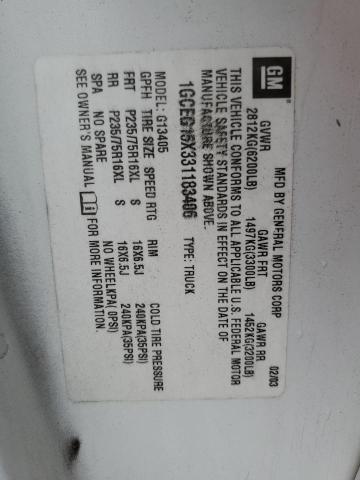 GM
MFD BY GENERAL MOTORS CORP 02/03
GVWR GAWR FRT GAWR RR
2812KG(6200LB) 1497KG(3300LB) 1452KG(3200LB)
THIS VEHICLE CONFORMS TO ALL APPLICABLE U.S. FEDERAL MOTOR
VEHICLE SAFETY STANDARDS IN EFFECT ON THE DATE OF
MANUFACTURE SHOWN ABOVE.
TYPE: TRUCK
MODEL: G13405
GPFH TIRE SIZE SPEED RTG RIM COLD TIRE PRESSURE
FRT P235/75R16XL S 16X6.5J 240KPA(35PSI)
RR P235/75R16XL S 16X6.5J 240KPA(35PSI)
SPA NO SPARE NO WHEELKPA( 0PSI)
SEE OWNER'S MANUAL i FOR MORE INFORMATION